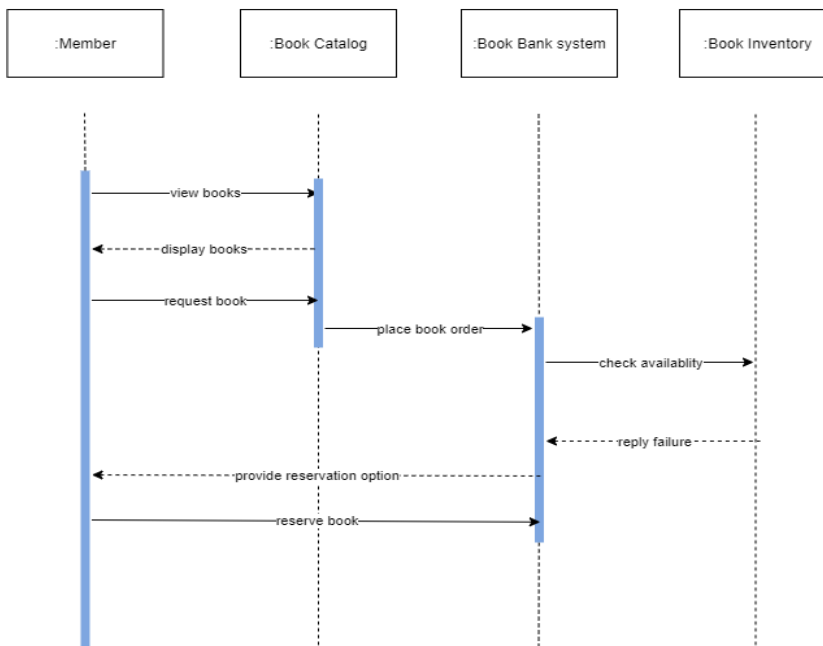 :Member
:Book Catalog
:Book Bank system
:Book Inventory
view books
display books
request book
place book order
check availablity
reply failure
provide reservation option
reserve book